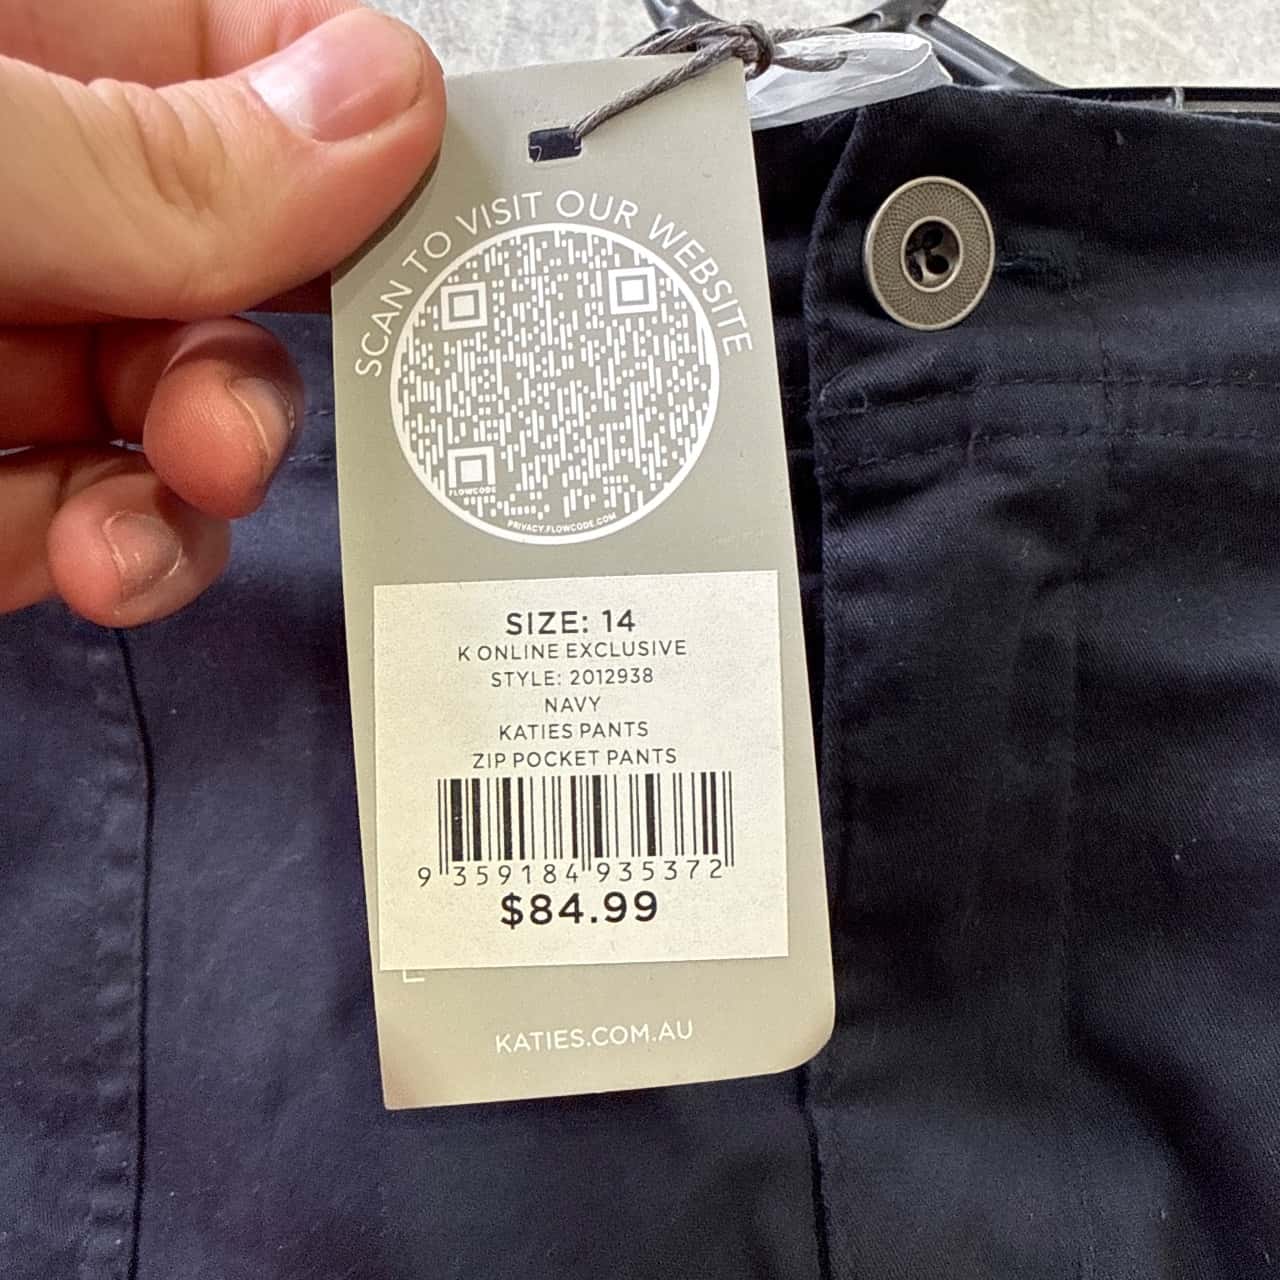 SCAN TO VISIT OUR WEBSITE
FLOWCODE
PRIVACY.FLOWCODE.COM
SIZE: 14
K ONLINE EXCLUSIVE
STYLE: 2012938
NAVY
KATIES PANTS
ZIP POCKET PANTS
9 359184 935372
$84.99
KATIES.COM.AU